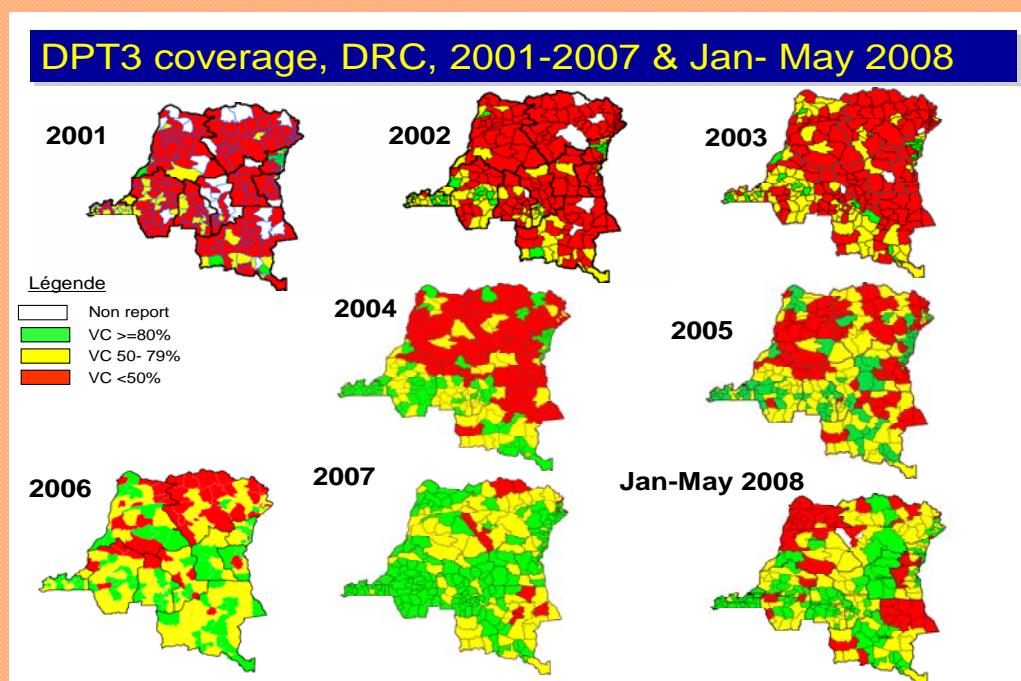 DPT3 coverage, DRC, 2001-2007 & Jan- May 2008
2001
2002
2003
Légende
Non report
VC >=80%
VC 50- 79%
VC <50%
2004
2005
2006
2007
Jan-May 2008